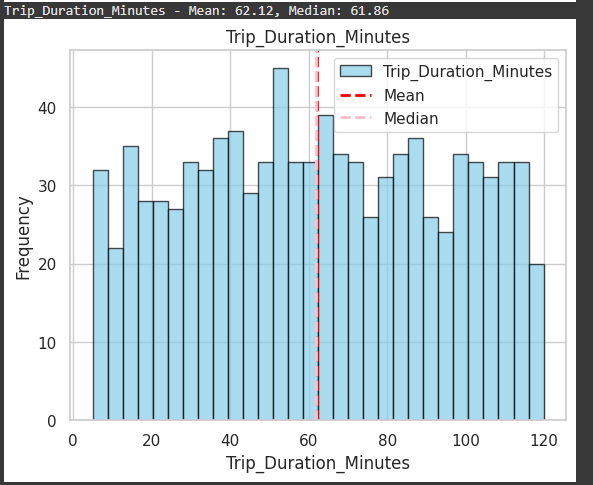 Trip_Duration_Minutes - Mean: 62.12, Median: 61.86
Trip_Duration_Minutes
Trip_Duration_Minutes
Mean
Median
Frequency
40
30
20
10
0
0 20 40 60 80 100 120
Trip_Duration_Minutes